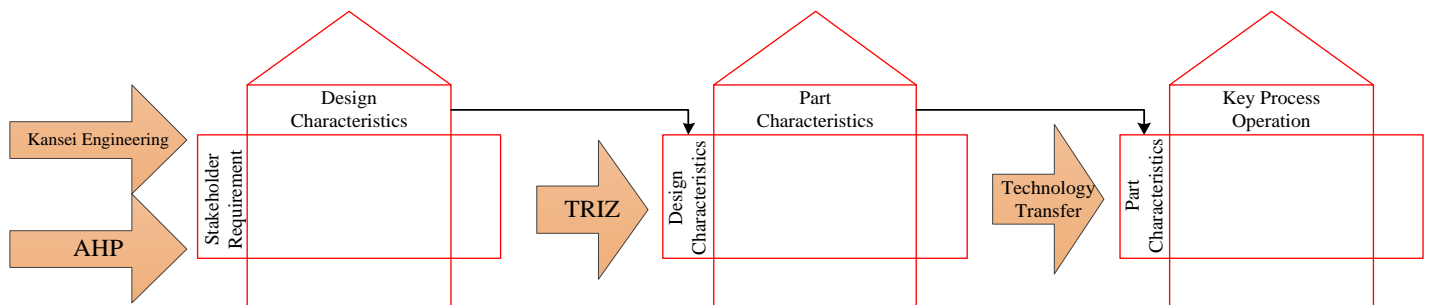 Kansei Engineering
AHP
Stakeholder
Requirement
Design
Characteristics
TRIZ
Design
Characteristics
Part
Characteristics
Technology
Transfer
Part
Characteristics
Key Process
Operation